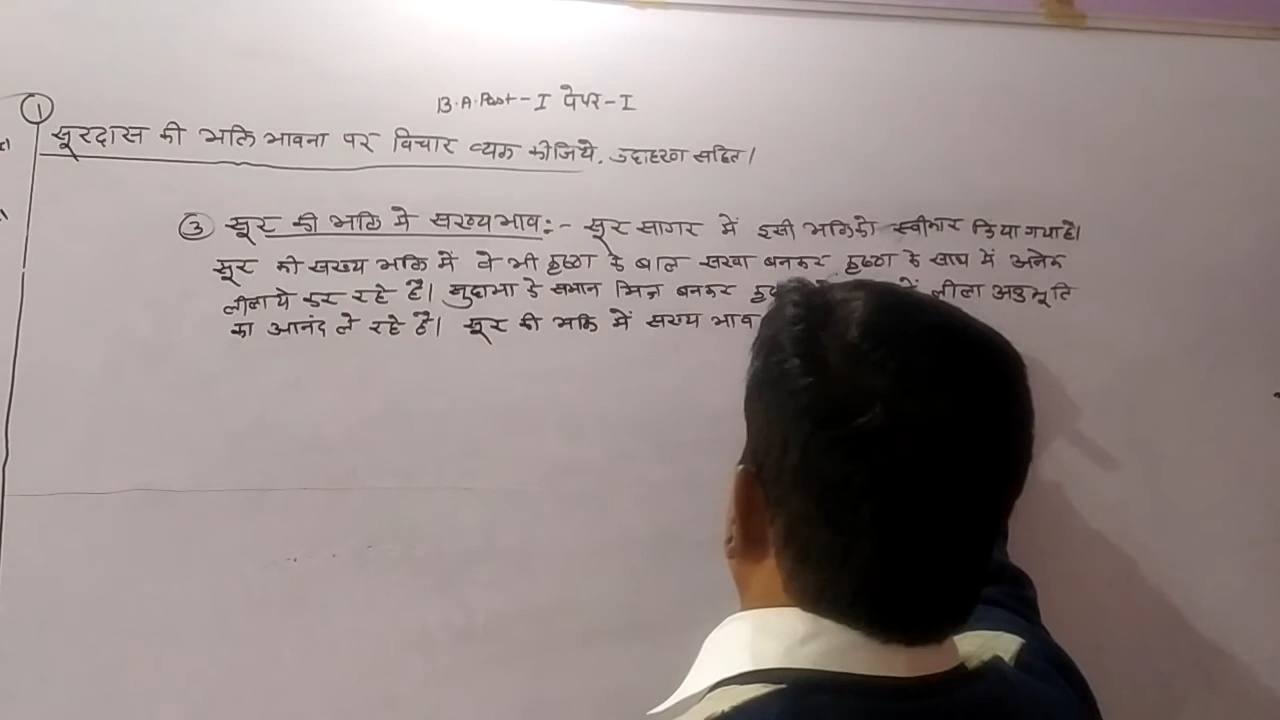 B.A. Part - I पेपर - I
① सूरदास की भक्ति भावना पर विचार व्यक्त कीजिये, उदाहरण सहित।
③ सूर की भक्ति मे सख्य भाव :- सूर सागर में इसी भक्ति को स्वीकार किया गया है।
सूर की सख्य भक्ति में वे भी कृष्ण के बाल सखा बनकर कृष्ण के साथ में अनेक
लीलाये कर रहे हैं। सुदामा के समान मित्र बनकर लीला अनुभूति
का आनंद ले रहे है। सूर की भक्ति में सख्य भाव